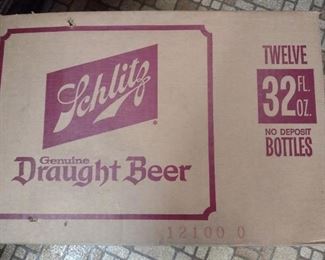 Schlitz
®
Genuine
Draught Beer
TWELVE
32 FL. OZ.
NO DEPOSIT
BOTTLES
12100 0